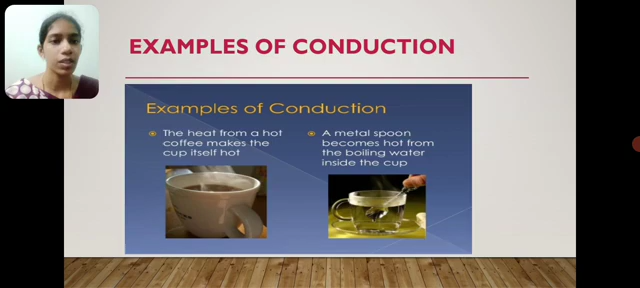 EXAMPLES OF CONDUCTION
Examples of Conduction
The heat from a hot
coffee makes the
cup itself hot
A metal spoon
becomes hot from
the boiling water
inside the cup